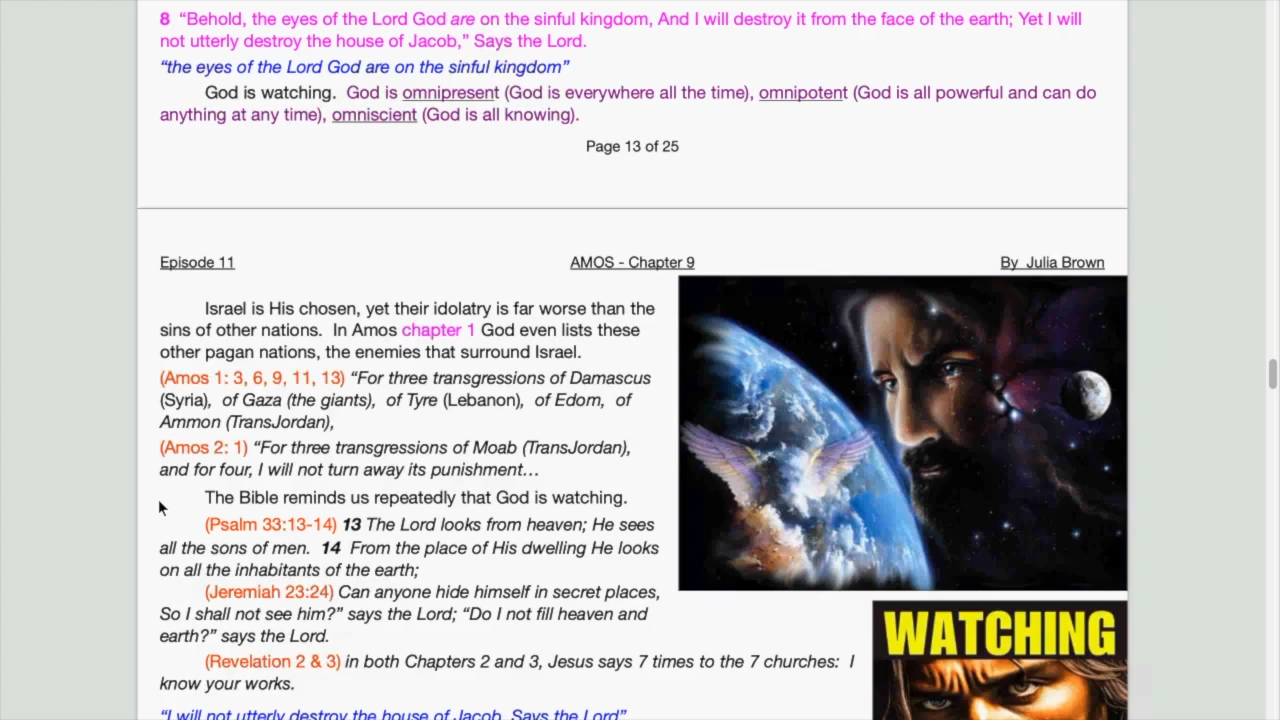 8 “Behold, the eyes of the Lord God are on the sinful kingdom, And I will destroy it from the face of the earth; Yet I will
not utterly destroy the house of Jacob,” Says the Lord.
“the eyes of the Lord God are on the sinful kingdom”
God is watching. God is omnipresent (God is everywhere all the time), omnipotent (God is all powerful and can do
anything at any time), omniscient (God is all knowing).
Page 13 of 25
Episode 11 AMOS - Chapter 9 By Julia Brown
Israel is His chosen, yet their idolatry is far worse than the
sins of other nations. In Amos chapter 1 God even lists these
other pagan nations, the enemies that surround Israel.
(Amos 1: 3, 6, 9, 11, 13) “For three transgressions of Damascus
(Syria), of Gaza (the giants), of Tyre (Lebanon), of Edom, of
Ammon (TransJordan),
(Amos 2: 1) “For three transgressions of Moab (TransJordan),
and for four, I will not turn away its punishment…
The Bible reminds us repeatedly that God is watching.
(Psalm 33:13-14) 13 The Lord looks from heaven; He sees
all the sons of men. 14 From the place of His dwelling He looks
on all the inhabitants of the earth;
(Jeremiah 23:24) Can anyone hide himself in secret places,
So I shall not see him?” says the Lord; “Do I not fill heaven and
earth?” says the Lord.
(Revelation 2 & 3) in both Chapters 2 and 3, Jesus says 7 times to the 7 churches: I
know your works.
“I will not utterly destroy the house of Jacob, Says the Lord”
WATCHING